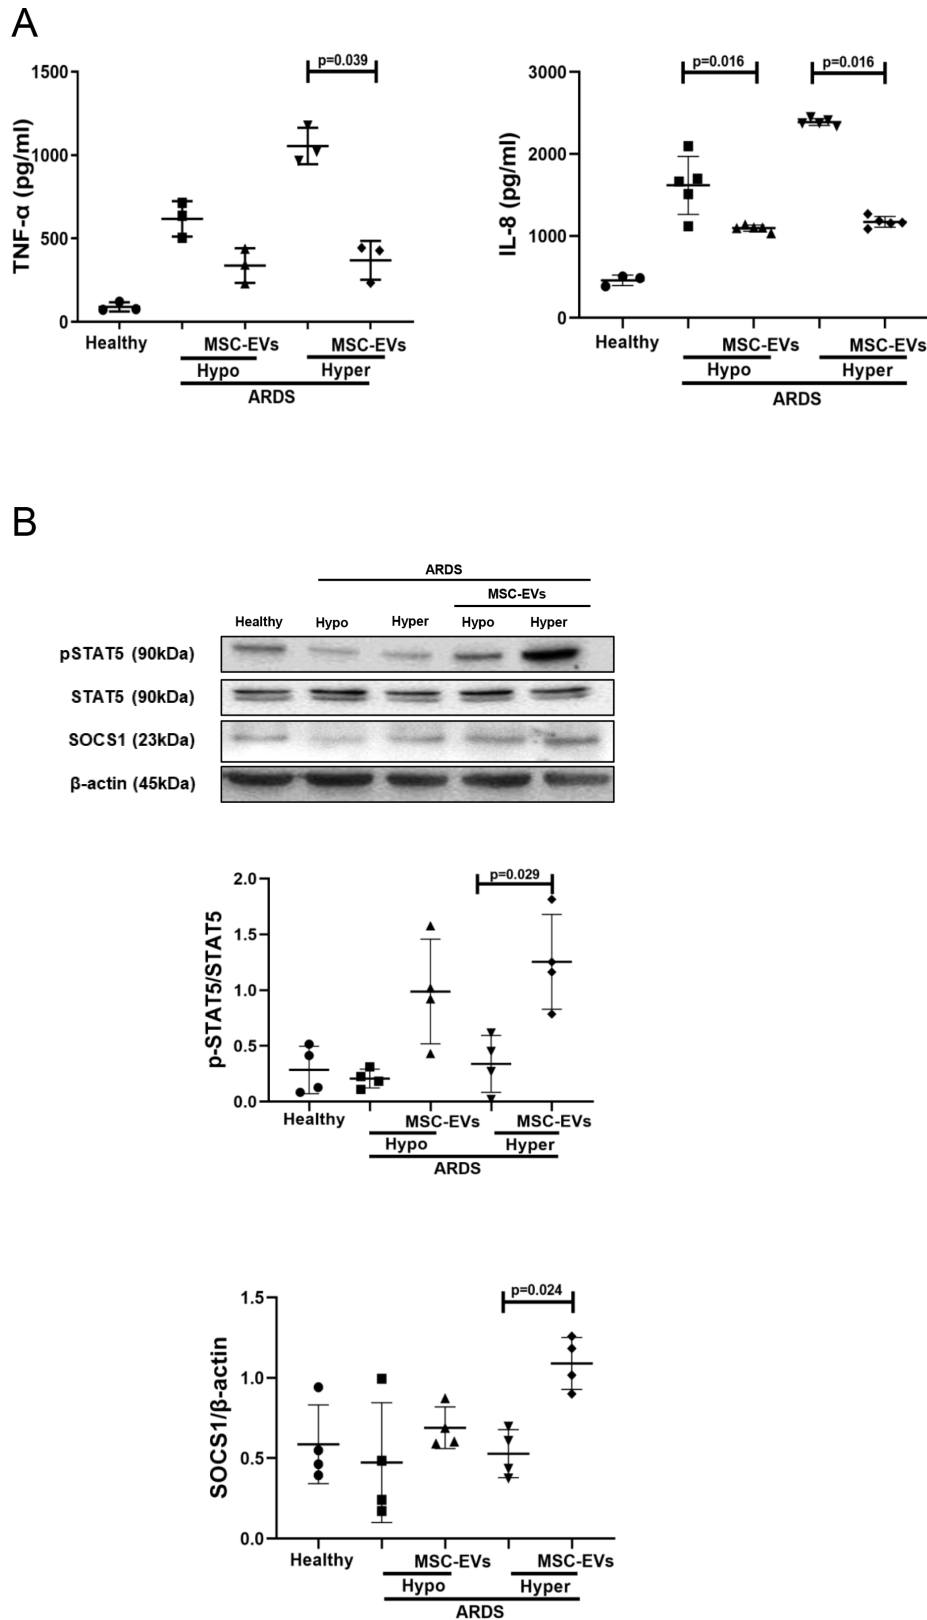 A
p=0.039
p=0.016
p=0.016
1500
1000
500
0
TNF-α (pg/ml)
Healthy
MSC-EVs
MSC-EVs
Hypo
Hyper
ARDS
3000
2000
1000
0
IL-8 (pg/ml)
Healthy
MSC-EVs
MSC-EVs
Hypo
Hyper
ARDS
B
ARDS
MSC-EVs
Healthy
Hypo
Hyper
Hypo
Hyper
pSTAT5 (90kDa)
STAT5 (90kDa)
SOCS1 (23kDa)
β-actin (45kDa)
p=0.029
2.0
1.5
1.0
0.5
0.0
p-STAT5/STAT5
Healthy
MSC-EVs
MSC-EVs
Hypo
Hyper
ARDS
p=0.024
1.5
1.0
0.5
0.0
SOCS1/β-actin
Healthy
MSC-EVs
MSC-EVs
Hypo
Hyper
ARDS